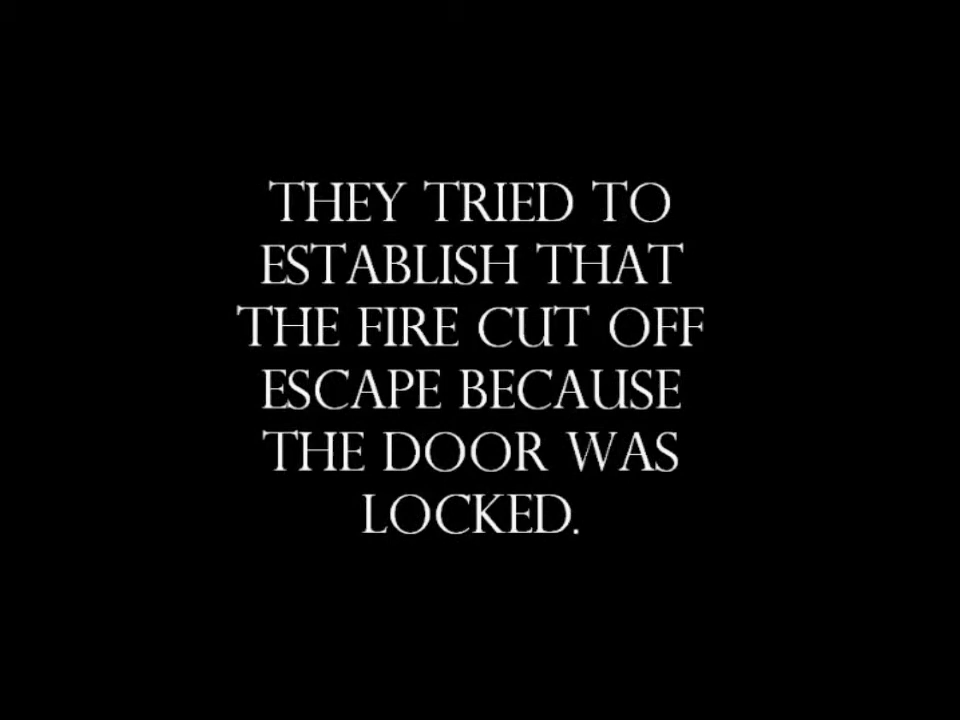 THEY TRIED TO
ESTABLISH THAT
THE FIRE CUT OFF
ESCAPE BECAUSE
THE DOOR WAS
LOCKED.